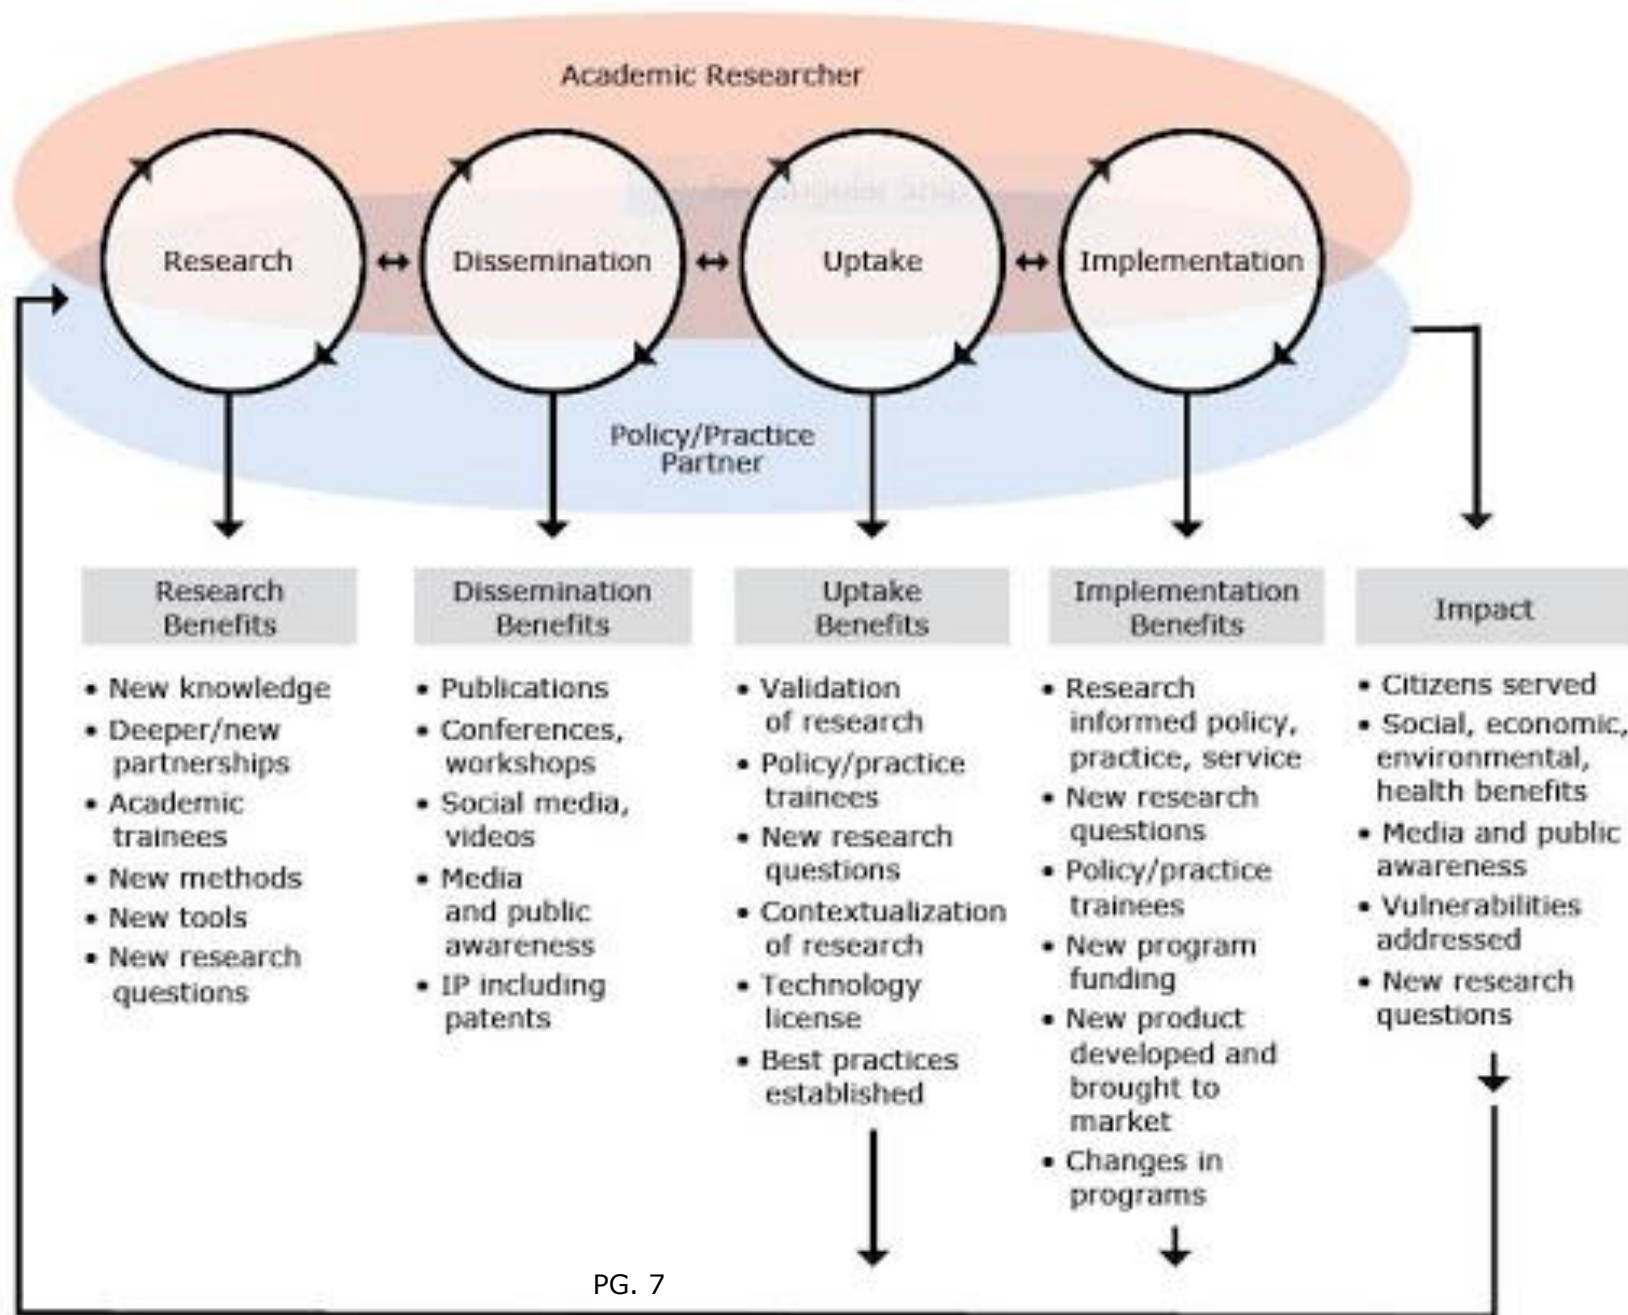 Academic Researcher
Research
Dissemination
Uptake
Implementation
Policy/Practice
Partner
Research
Benefits
• New knowledge
• Deeper/new
partnerships
• Academic
trainees
• New methods
• New tools
• New research
questions
Dissemination
Benefits
• Publications
• Conferences,
workshops
• Social media,
videos
• Media
and public
awareness
• IP including
patents
Uptake
Benefits
• Validation
of research
• Policy/practice
trainees
• New research
questions
• Contextualization
of research
• Technology
license
• Best practices
established
Implementation
Benefits
• Research
informed policy,
practice, service
• New research
questions
• Policy/practice
trainees
• New program
funding
• New product
developed and
brought to
market
• Changes in
programs
Impact
• Citizens served
• Social, economic,
environmental,
health benefits
• Media and public
awareness
• Vulnerabilities
addressed
• New research
questions
PG. 7